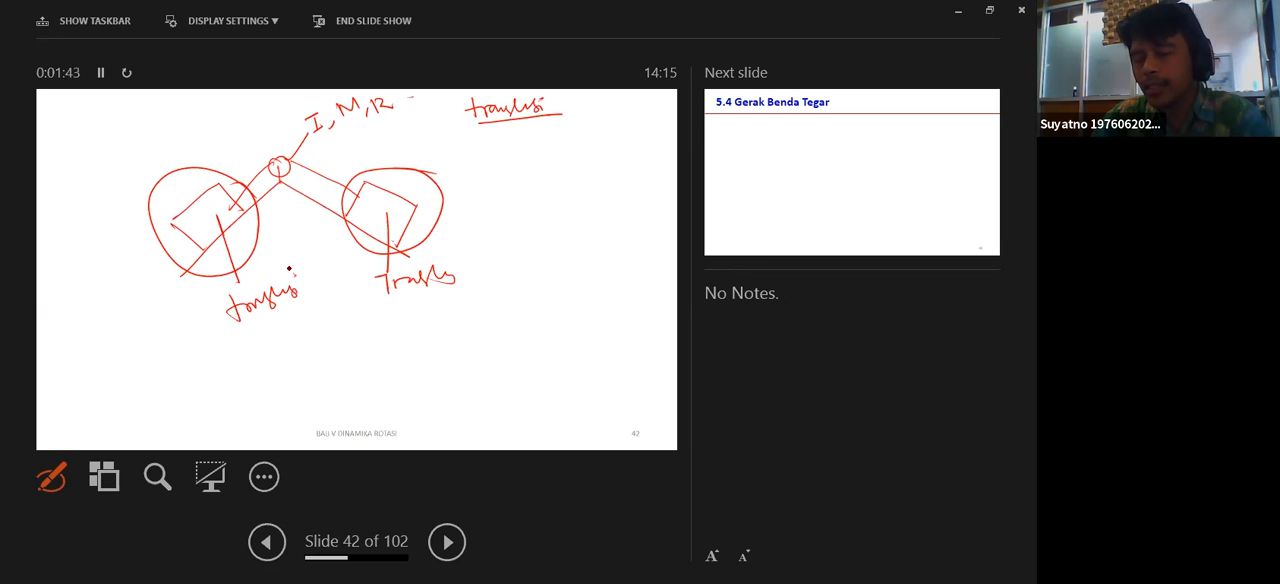 SHOW TASKBAR
DISPLAY SETTINGS ▼
END SLIDE SHOW
0:01:43
14:15
Next slide
I, M, R
translasi
translasi
Translasi
BAB V DINAMIKA ROTASI
42
5.4 Gerak Benda Tegar
No Notes.
Slide 42 of 102
A A
Suyatno 197606202...